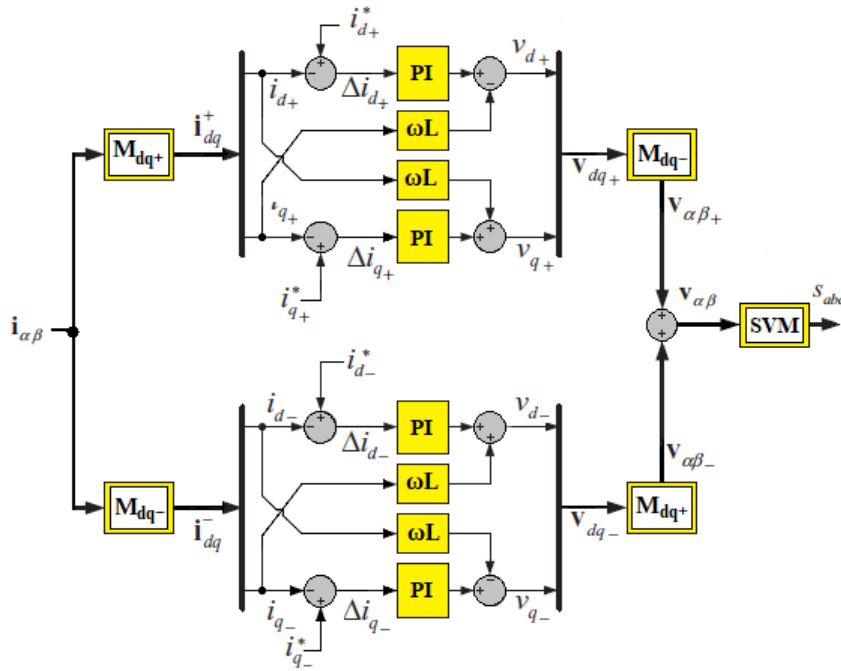 i*d+
id+
Δid+
PI
vd+
i+dq
ωL
Mdq+
Mdq−
ωL
vdq+
q+
vαβ+
PI
Δiq+
vq+
i*q+
vαβ
sabc
iαβ
SVM
i*d−
id−
vd−
PI
Δid−
vαβ−
ωL
Mdq−
Mdq+
i−dq
ωL
vdq−
PI
iq−
Δiq−
vq−
i*q−